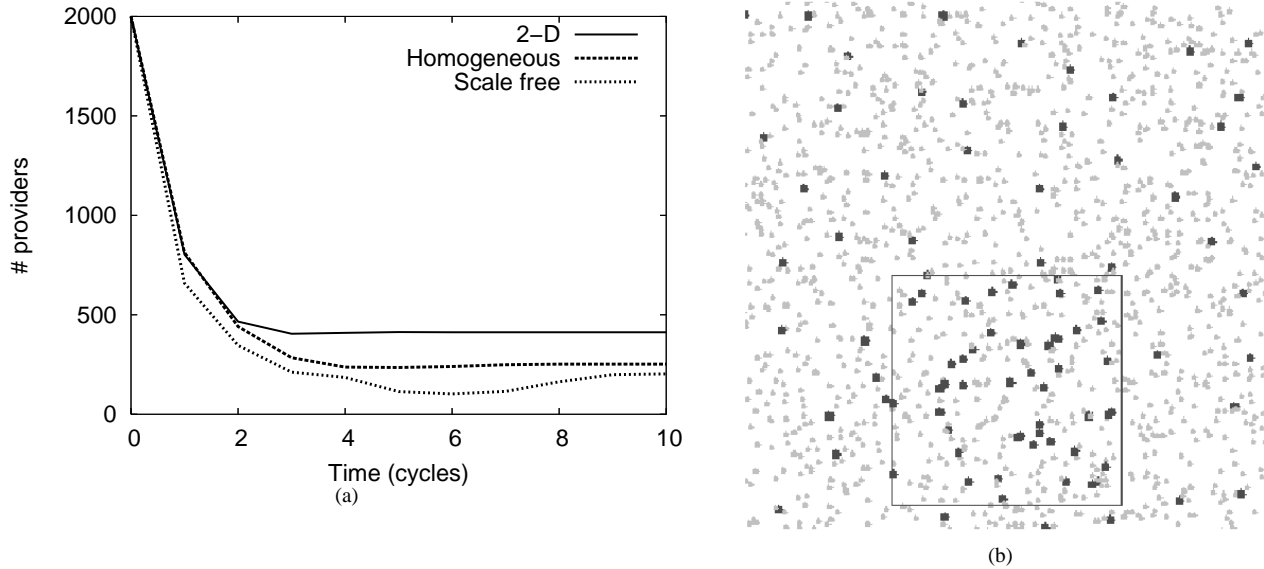 2000
1500
1000
500
0
# providers
2−D
Homogeneous
Scale free
0 2 4 6 8 10
Time (cycles)
(a)
(b)